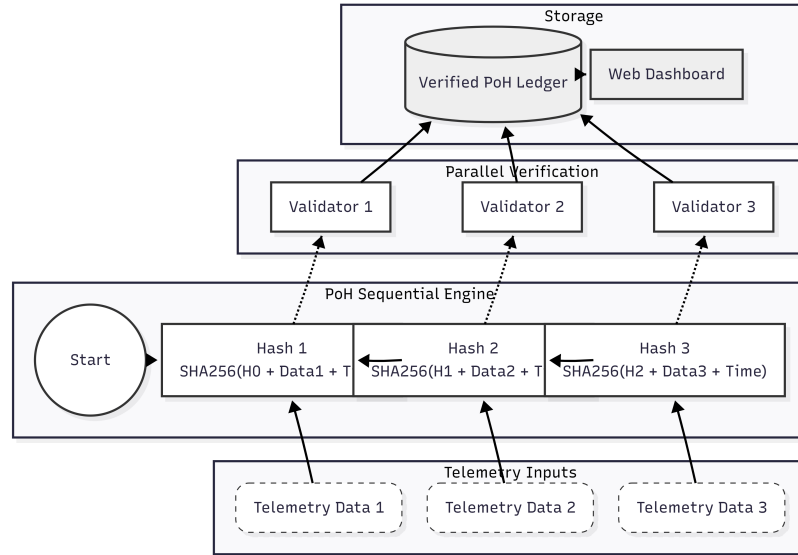 Storage
Verified PoH Ledger
Web Dashboard
Parallel Verification
Validator 1
Validator 2
Validator 3
PoH Sequential Engine
Start
Hash 1
SHA256(H0 + Data1 + T
Hash 2
SHA256(H1 + Data2 + T
Hash 3
SHA256(H2 + Data3 + Time)
Telemetry Inputs
Telemetry Data 1
Telemetry Data 2
Telemetry Data 3